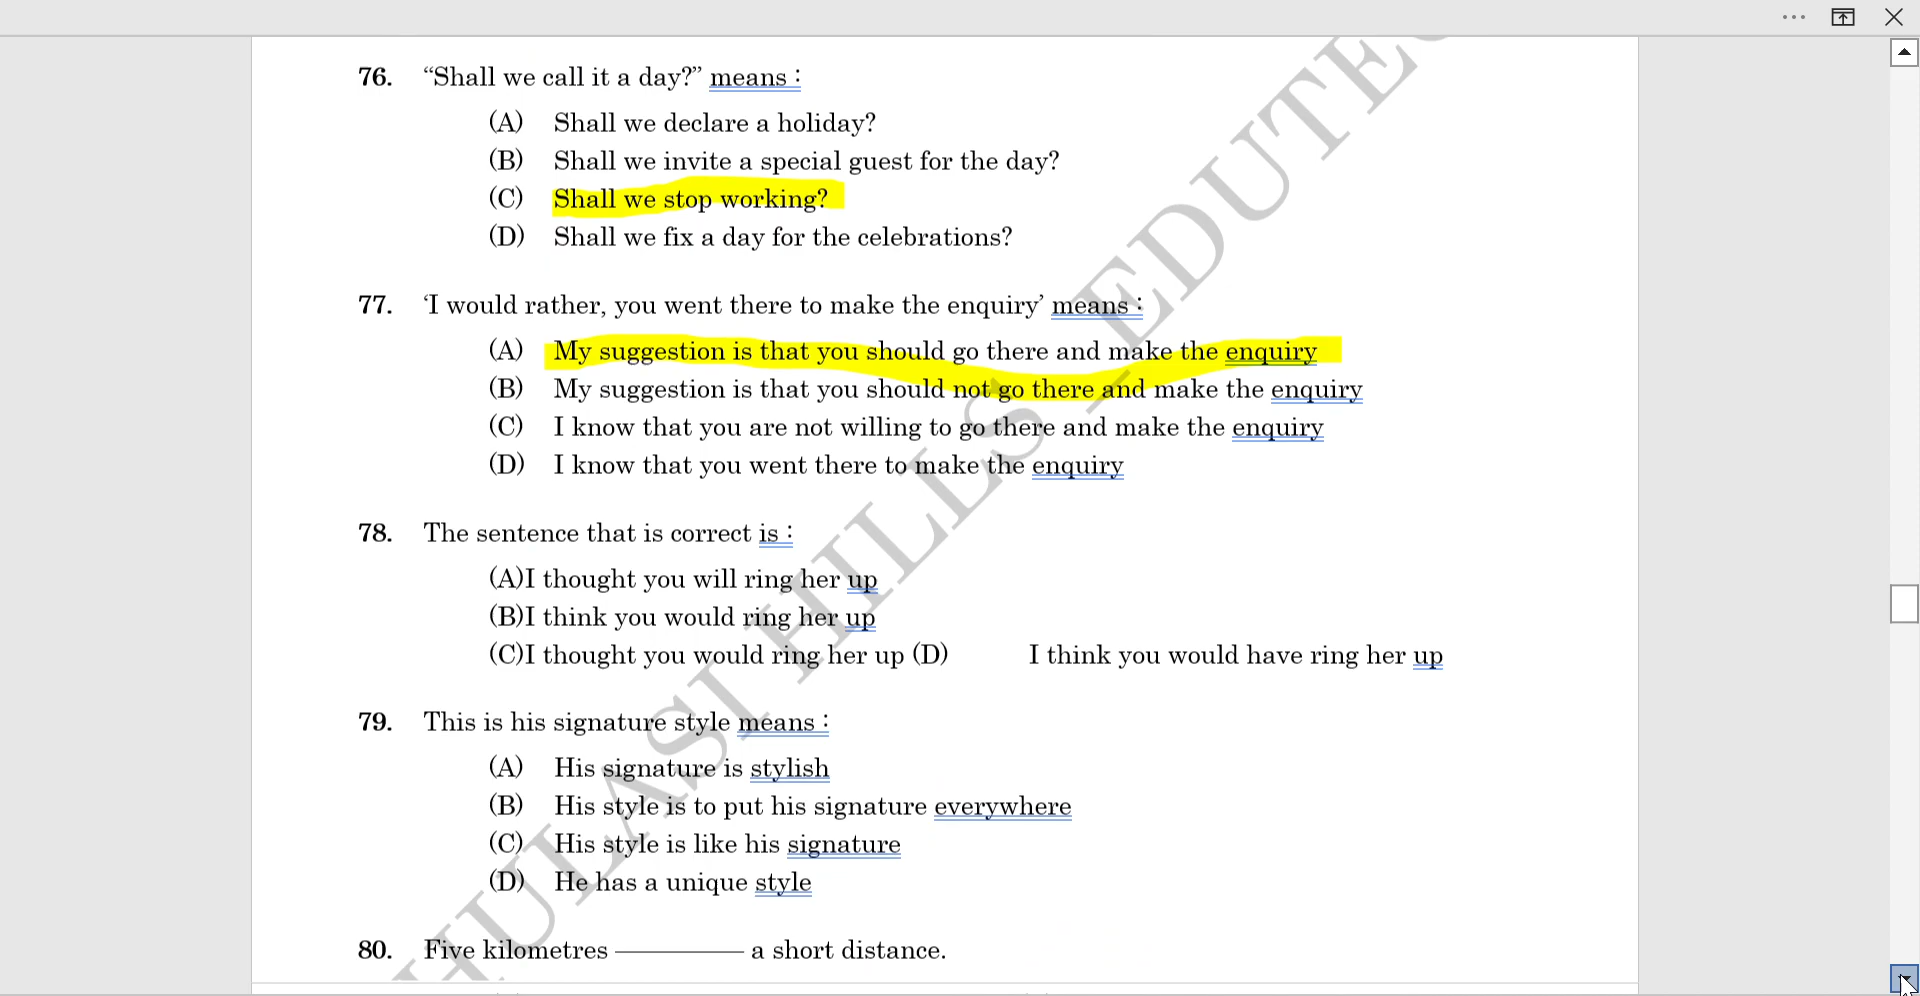 76. “Shall we call it a day?” means :
(A) Shall we declare a holiday?
(B) Shall we invite a special guest for the day?
(C) Shall we stop working?
(D) Shall we fix a day for the celebrations?
77. ‘I would rather, you went there to make the enquiry’ means :
(A) My suggestion is that you should go there and make the enquiry
(B) My suggestion is that you should not go there and make the enquiry
(C) I know that you are not willing to go there and make the enquiry
(D) I know that you went there to make the enquiry
78. The sentence that is correct is :
(A)I thought you will ring her up
(B)I think you would ring her up
(C)I thought you would ring her up (D) I think you would have ring her up
79. This is his signature style means :
(A) His signature is stylish
(B) His style is to put his signature everywhere
(C) His style is like his signature
(D) He has a unique style
80. Five kilometres ———— a short distance.
HULASI HILLS_EDUTE